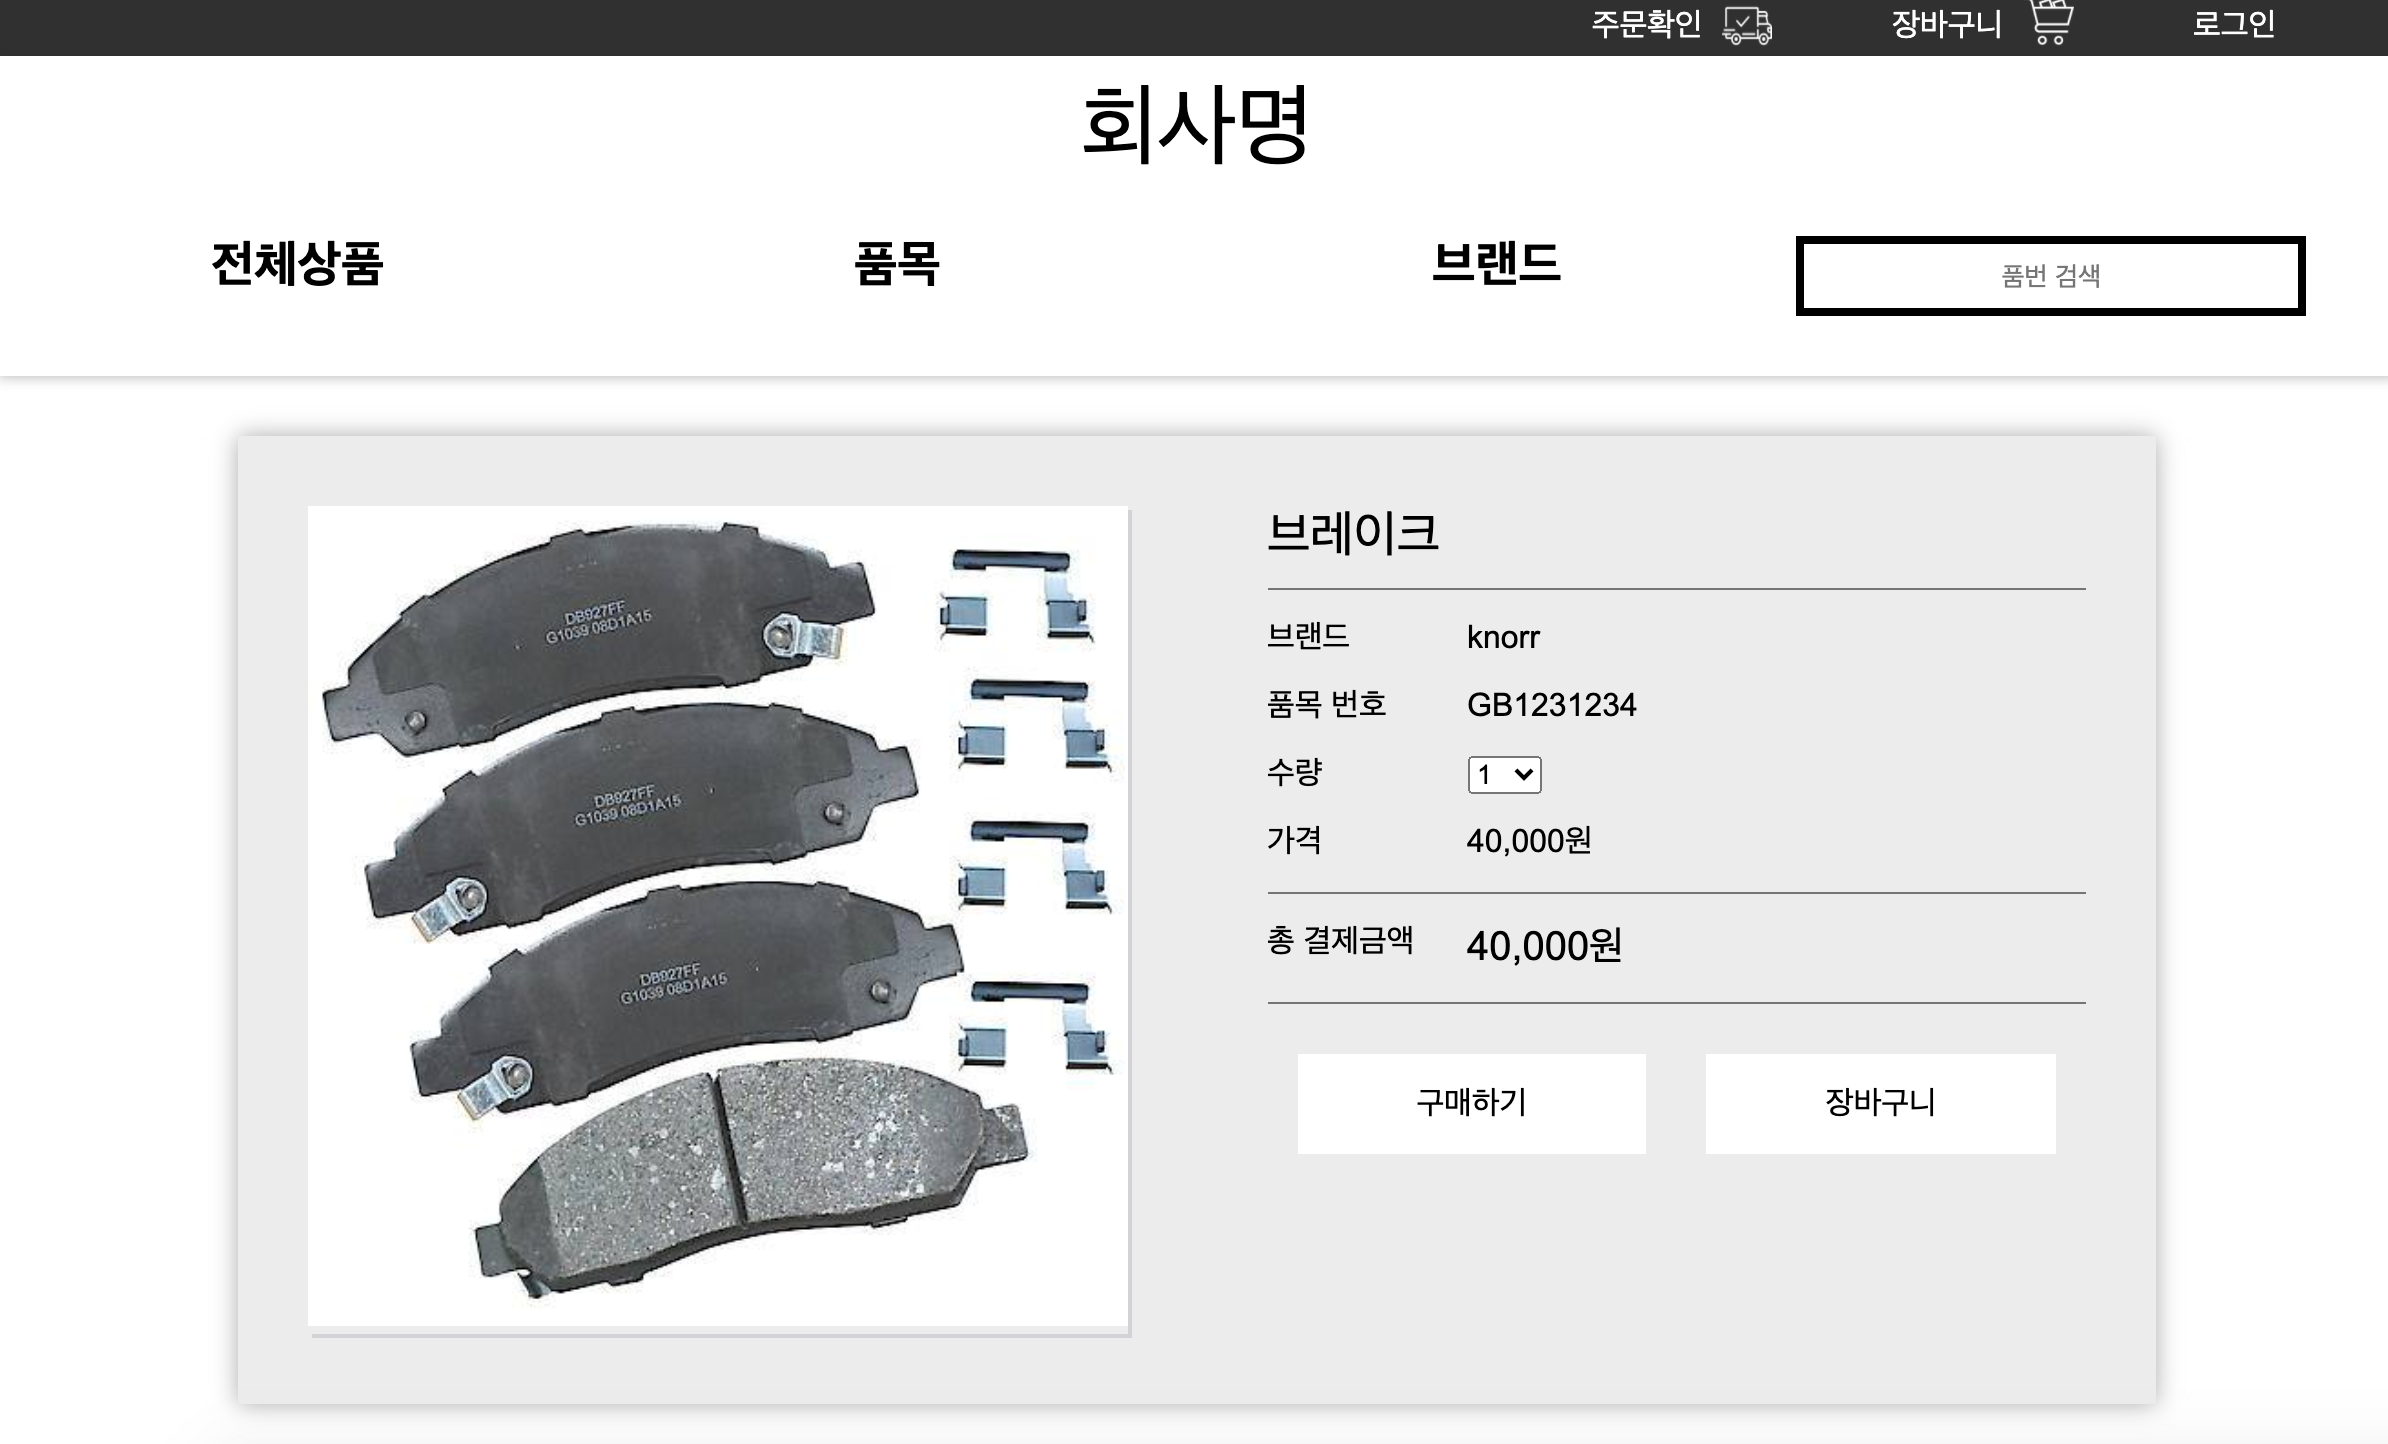 주문확인
장바구니
로그인
회사명
전체상품
품목
브랜드
품번 검색
DB927FF
G1039 08D1A15
DB927FF
G1039 08D1A15
DB927FF
G1039 08D1A15
브레이크
브랜드 knorr
품목 번호 GB1231234
수량 1
가격 40,000원
총 결제금액 40,000원
구매하기
장바구니